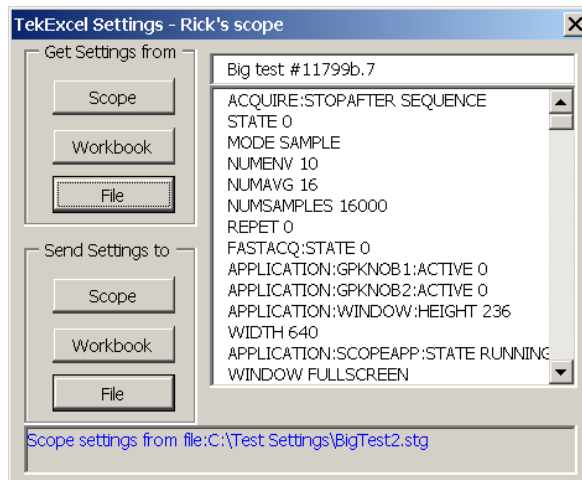 TekExcel Settings - Rick's scope
Get Settings from
Scope
Workbook
File
Send Settings to
Scope
Workbook
File
Big test #11799b.7
ACQUIRE:STOPAFTER SEQUENCE
STATE 0
MODE SAMPLE
NUMENV 10
NUMAVG 16
NUMSAMPLES 16000
REPET 0
FASTACQ:STATE 0
APPLICATION:GPKNOB1:ACTIVE 0
APPLICATION:GPKNOB2:ACTIVE 0
APPLICATION:WINDOW:HEIGHT 236
WIDTH 640
APPLICATION:SCOPEAPP:STATE RUNNING
WINDOW FULLSCREEN
Scope settings from file:C:\Test Settings\BigTest2.stg